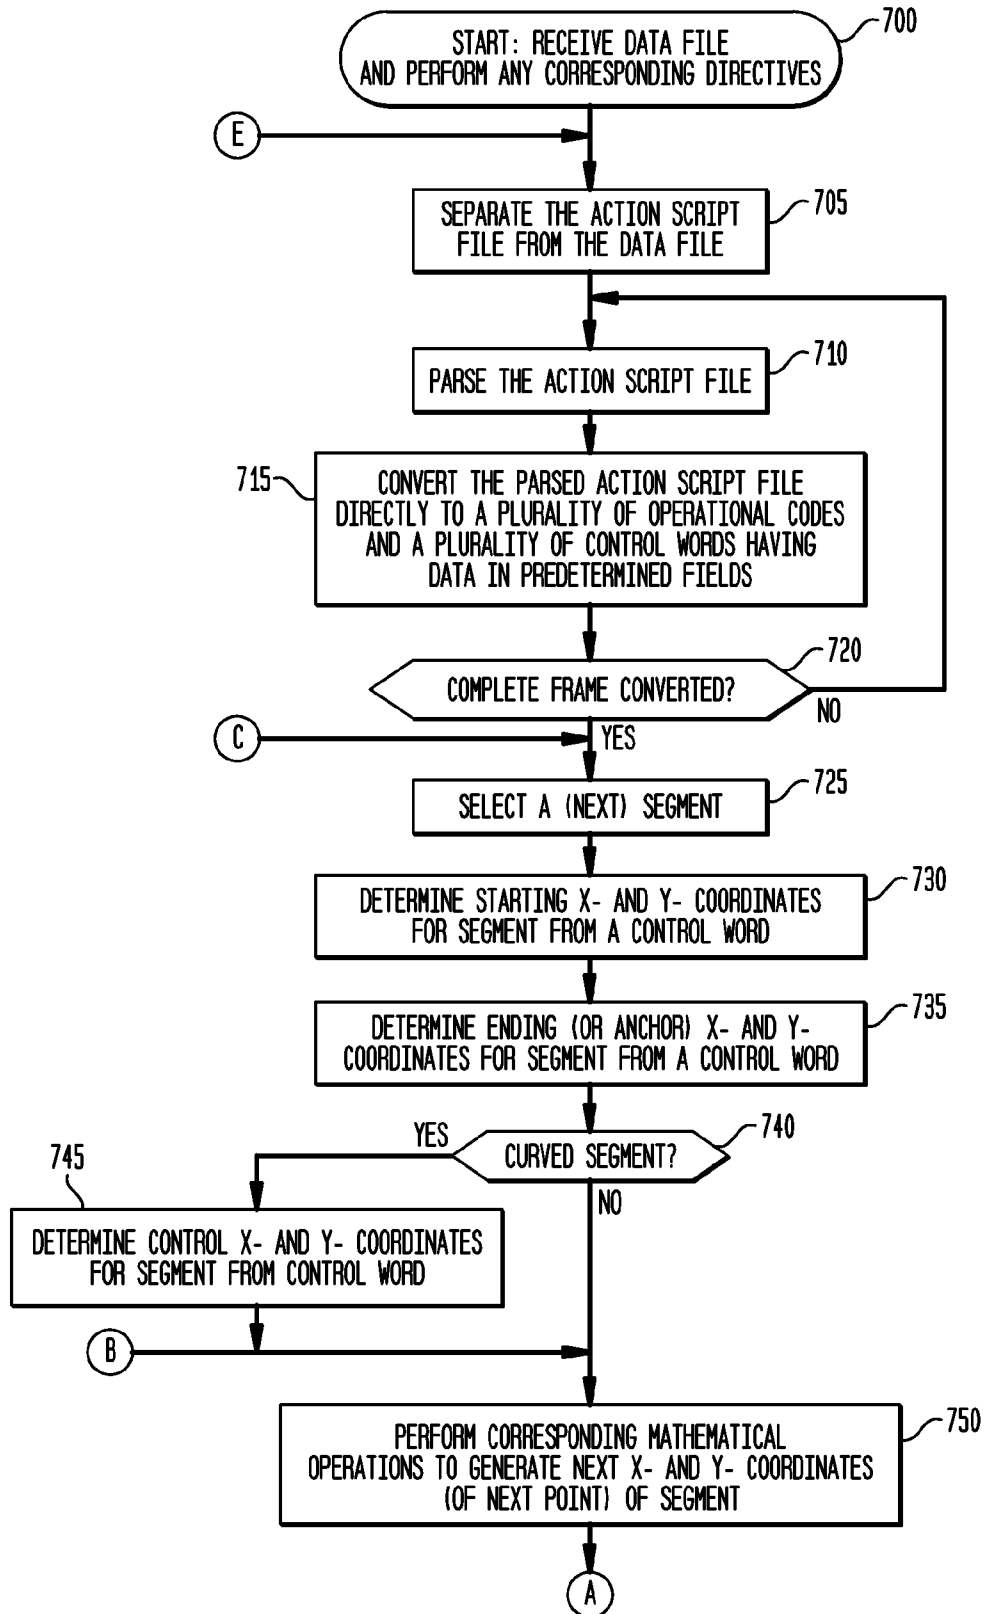 700
START: RECEIVE DATA FILE
AND PERFORM ANY CORRESPONDING DIRECTIVES
E
705
SEPARATE THE ACTION SCRIPT
FILE FROM THE DATA FILE
710
PARSE THE ACTION SCRIPT FILE
715
CONVERT THE PARSED ACTION SCRIPT FILE
DIRECTLY TO A PLURALITY OF OPERATIONAL CODES
AND A PLURALITY OF CONTROL WORDS HAVING
DATA IN PREDETERMINED FIELDS
720
COMPLETE FRAME CONVERTED?
NO
C
YES
725
SELECT A (NEXT) SEGMENT
730
DETERMINE STARTING X- AND Y- COORDINATES
FOR SEGMENT FROM A CONTROL WORD
735
DETERMINE ENDING (OR ANCHOR) X- AND Y-
COORDINATES FOR SEGMENT FROM A CONTROL WORD
740
YES
CURVED SEGMENT?
NO
745
DETERMINE CONTROL X- AND Y- COORDINATES
FOR SEGMENT FROM CONTROL WORD
B
750
PERFORM CORRESPONDING MATHEMATICAL
OPERATIONS TO GENERATE NEXT X- AND Y- COORDINATES
(OF NEXT POINT) OF SEGMENT
A